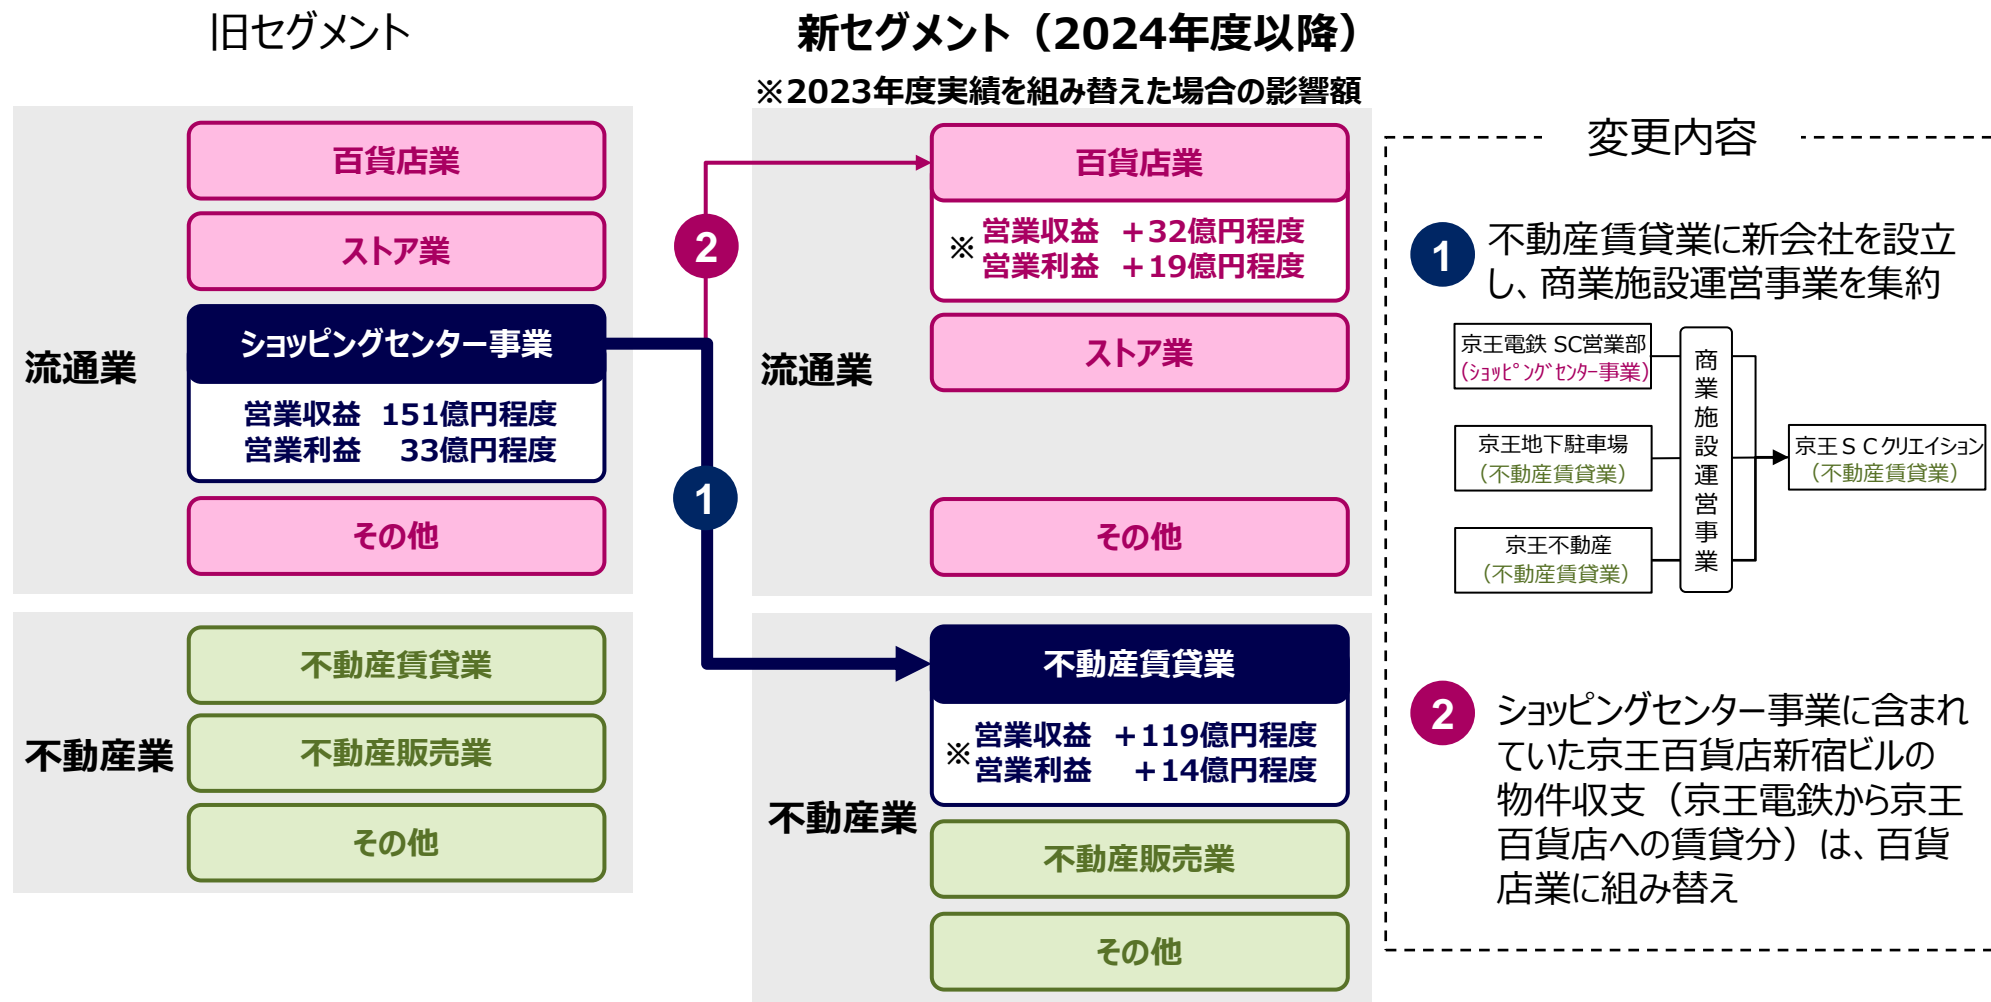 旧セグメント
新セグメント（2024年度以降）
※2023年度実績を組み替えた場合の影響額
流通業
百貨店業
ストア業
ショッピングセンター事業
営業収益 151億円程度
営業利益 33億円程度
その他
不動産業
不動産賃貸業
不動産販売業
その他
2
1
流通業
百貨店業
※
営業収益 +32億円程度
営業利益 +19億円程度
ストア業
その他
不動産業
不動産賃貸業
※
営業収益 +119億円程度
営業利益 +14億円程度
不動産販売業
その他
変更内容
1
不動産賃貸業に新会社を設立
し、商業施設運営事業を集約
京王電鉄 SC営業部
（ｼｮｯﾋﾟﾝｸﾞｾﾝﾀｰ事業）
京王地下駐車場
（不動産賃貸業）
京王不動産
（不動産賃貸業）
商業施設運営事業
京王ＳＣクリエイション
（不動産賃貸業）
2
ショッピングセンター事業に含まれ
ていた京王百貨店新宿ビルの
物件収支（京王電鉄から京王
百貨店への賃貸分）は、百貨
店業に組み替え